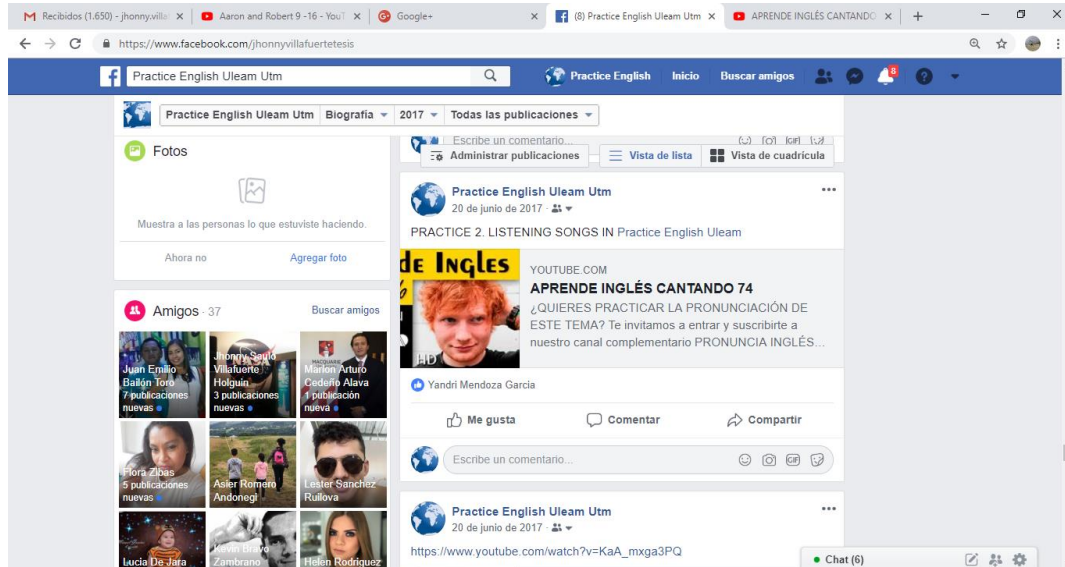 Recibidos (1.650) - jhonny.villa
Aaron and Robert 9 -16 - YouT
Google+
(8) Practice English Uleam Utm
APRENDE INGLÉS CANTANDO
https://www.facebook.com/jhonnyvillafuertetesis
Practice English Uleam Utm
Practice English
Inicio
Buscar amigos
8
Practice English Uleam Utm
Biografía
2017
Todas las publicaciones
Fotos
Muestra a las personas lo que estuviste haciendo.
Ahora no
Agregar foto
Amigos · 37
Buscar amigos
Juan Emilio
Bailón Toro
7 publicaciones
nuevas
Jhonny Saulo
Villafuerte
Holguin
3 publicaciones
nuevas
MACQUARIE
Marlon Arturo
Cedeño Alava
1 publicación
nueva
Flora Zibas
5 publicaciones
nuevas
Asier Romero
Andonegi
Lester Sanchez
Ruilova
Lucia De Jara
Kevin Bravo
Zambrano
Helen Rodriguez
Escribe un comentario...
GIF
Administrar publicaciones
Vista de lista
Vista de cuadrícula
Practice English Uleam Utm
20 de junio de 2017 ·
PRACTICE 2. LISTENING SONGS IN Practice English Uleam
de Ingles
HD
YOUTUBE.COM
APRENDE INGLÉS CANTANDO 74
¿QUIERES PRACTICAR LA PRONUNCIACIÓN DE
ESTE TEMA? Te invitamos a entrar y suscribirte a
nuestro canal complementario PRONUNCIA INGLÉS...
Yandri Mendoza Garcia
Me gusta
Comentar
Compartir
Escribe un comentario...
GIF
Practice English Uleam Utm
20 de junio de 2017 ·
https://www.youtube.com/watch?v=KaA_mxga3PQ
Chat (6)